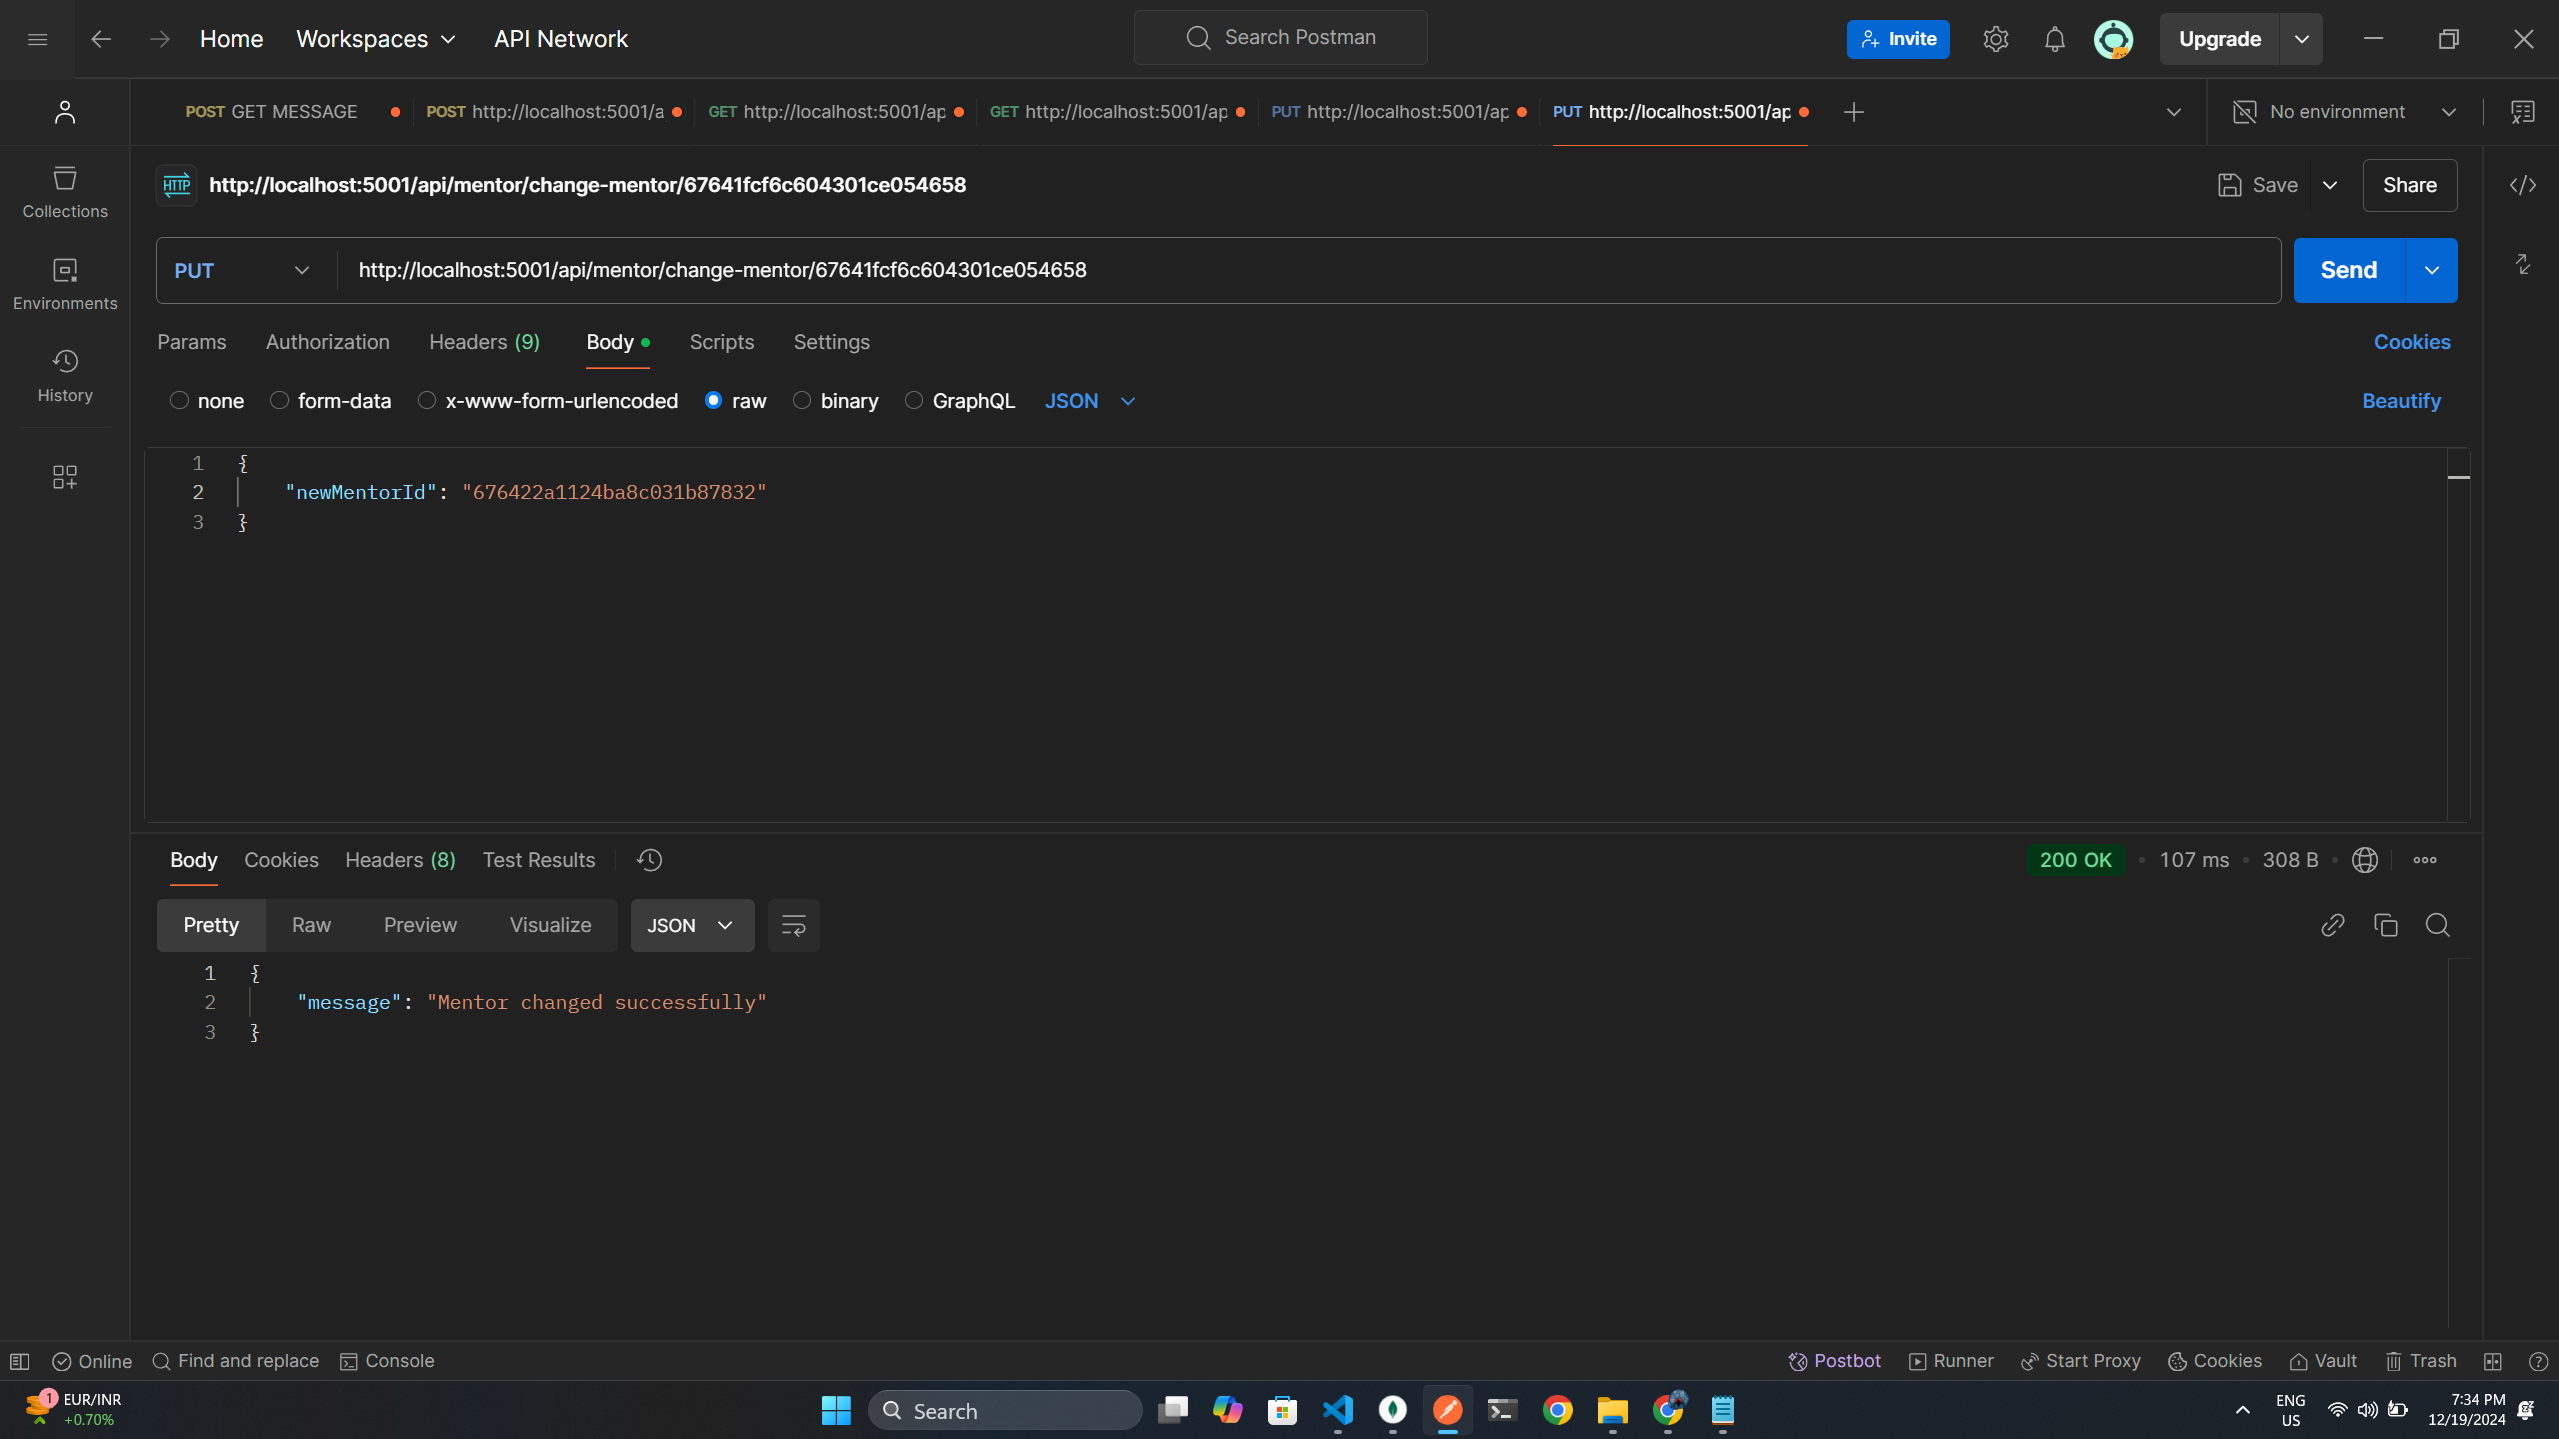 Home
Workspaces
API Network
Search Postman
Invite
Upgrade
POST GET MESSAGE
POST http://localhost:5001/a
GET http://localhost:5001/ap
GET http://localhost:5001/ap
PUT http://localhost:5001/ap
PUT http://localhost:5001/ap
No environment
HTTP http://localhost:5001/api/mentor/change-mentor/67641fcf6c604301ce054658
Save
Share
Collections
Environments
History
PUT
http://localhost:5001/api/mentor/change-mentor/67641fcf6c604301ce054658
Send
Params Authorization Headers (9) Body Scripts Settings
Cookies
none form-data x-www-form-urlencoded raw binary GraphQL JSON
Beautify
1 {
2 "newMentorId": "676422a1124ba8c031b87832"
3 }
Body Cookies Headers (8) Test Results
200 OK • 107 ms • 308 B •
Pretty Raw Preview Visualize JSON
1 {
2 "message": "Mentor changed successfully"
3 }
Online Find and replace Console
Postbot Runner Start Proxy Cookies Vault Trash
1
EUR/INR
+0.70%
Search
ENG
US
7:34 PM
12/19/2024